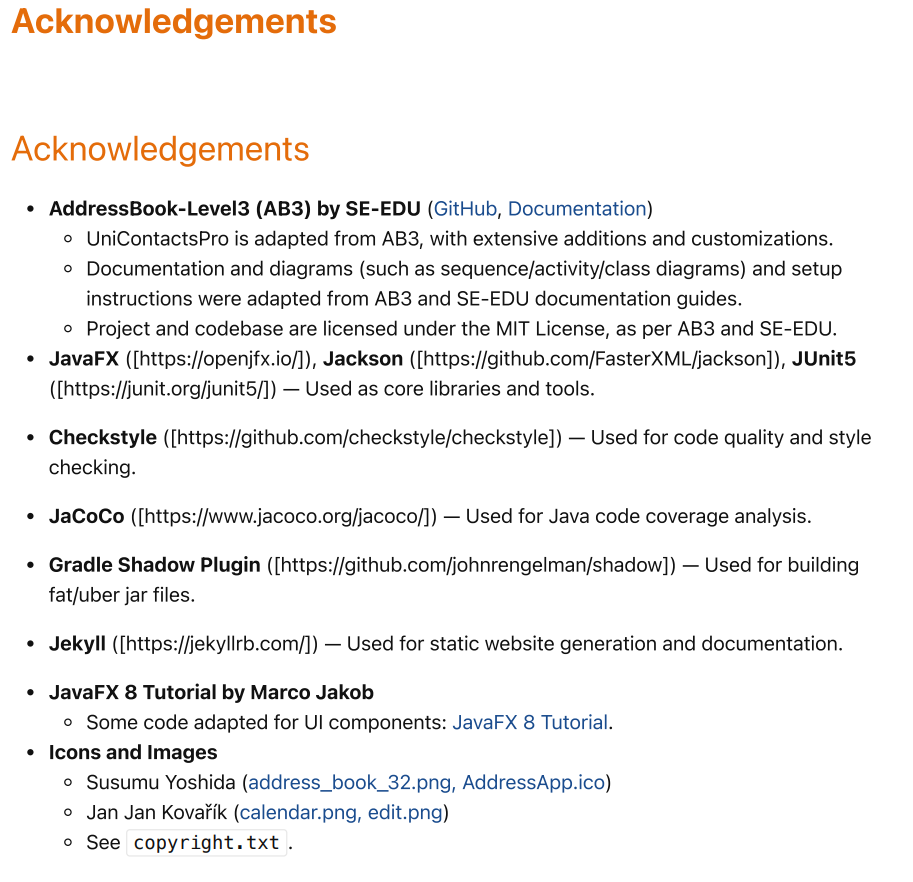 Acknowledgements
Acknowledgements
• AddressBook-Level3 (AB3) by SE-EDU (GitHub, Documentation)
◦ UniContactsPro is adapted from AB3, with extensive additions and customizations.
◦ Documentation and diagrams (such as sequence/activity/class diagrams) and setup
instructions were adapted from AB3 and SE-EDU documentation guides.
◦ Project and codebase are licensed under the MIT License, as per AB3 and SE-EDU.
• JavaFX ([https://openjfx.io/]), Jackson ([https://github.com/FasterXML/jackson]), JUnit5
([https://junit.org/junit5/]) — Used as core libraries and tools.
• Checkstyle ([https://github.com/checkstyle/checkstyle]) — Used for code quality and style
checking.
• JaCoCo ([https://www.jacoco.org/jacoco/]) — Used for Java code coverage analysis.
• Gradle Shadow Plugin ([https://github.com/johnrengelman/shadow]) — Used for building
fat/uber jar files.
• Jekyll ([https://jekyllrb.com/]) — Used for static website generation and documentation.
• JavaFX 8 Tutorial by Marco Jakob
◦ Some code adapted for UI components: JavaFX 8 Tutorial.
• Icons and Images
◦ Susumu Yoshida (address_book_32.png, AddressApp.ico)
◦ Jan Jan Kovařík (calendar.png, edit.png)
◦ See copyright.txt.